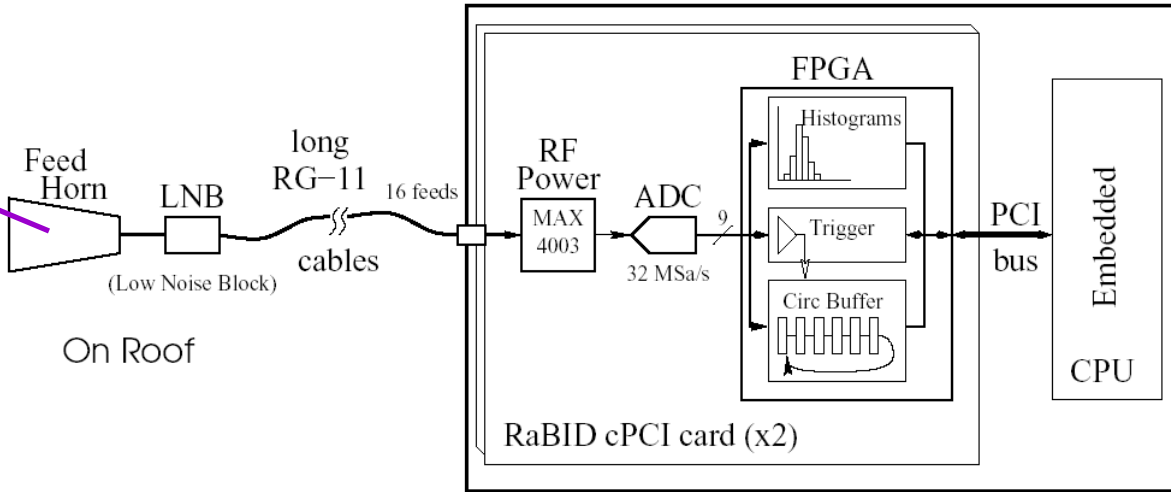 Feed
Horn
LNB
(Low Noise Block)
On Roof
long
RG-11
cables
16 feeds
RF
Power
MAX
4003
ADC
32 MSa/s
9
FPGA
Histograms
Trigger
Circ Buffer
RaBID cPCI card (x2)
PCI
bus
Embedded
CPU